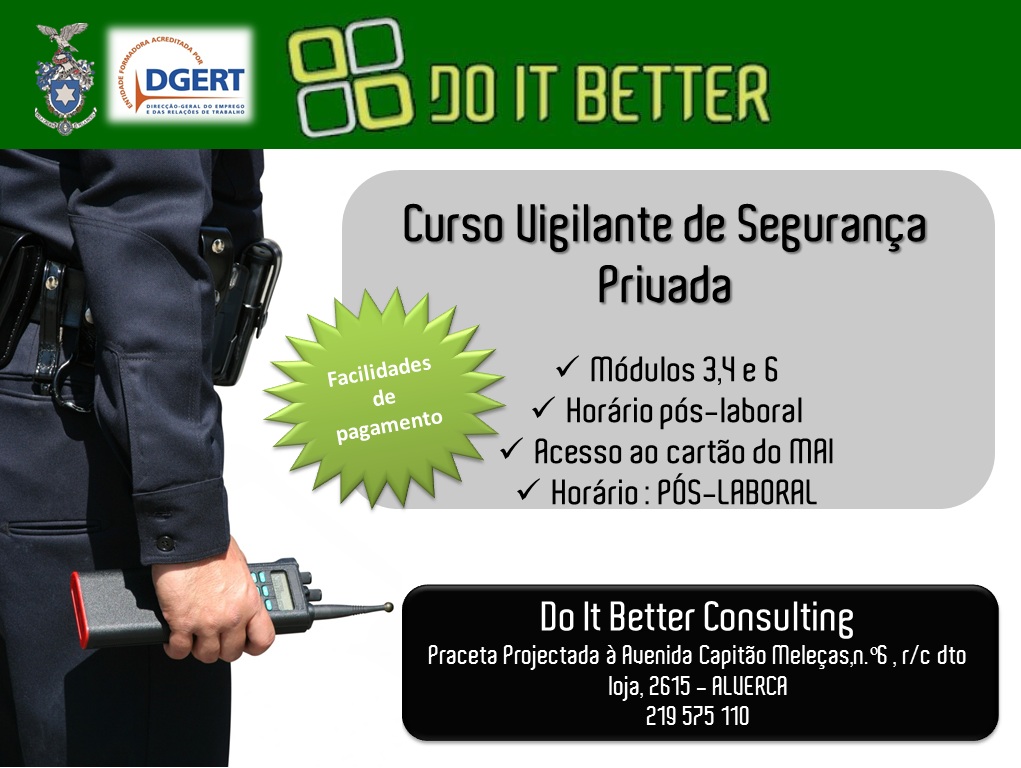 ENTIDADE FORMADORA ACREDITADA POR
DGERT
DIRECÇÃO-GERAL DO EMPREGO
E DAS RELAÇÕES DE TRABALHO
DO IT BETTER
Curso Vigilante de Segurança
Privada
Facilidades
de
pagamento
✓ Módulos 3,4 e 6
✓ Horário pós-laboral
✓ Acesso ao cartão do MAI
✓ Horário : PÓS-LABORAL
Do It Better Consulting
Praceta Projectada à Avenida Capitão Meleças,n.º6 , r/c dto
loja, 2615 - ALVERCA
219 575 110